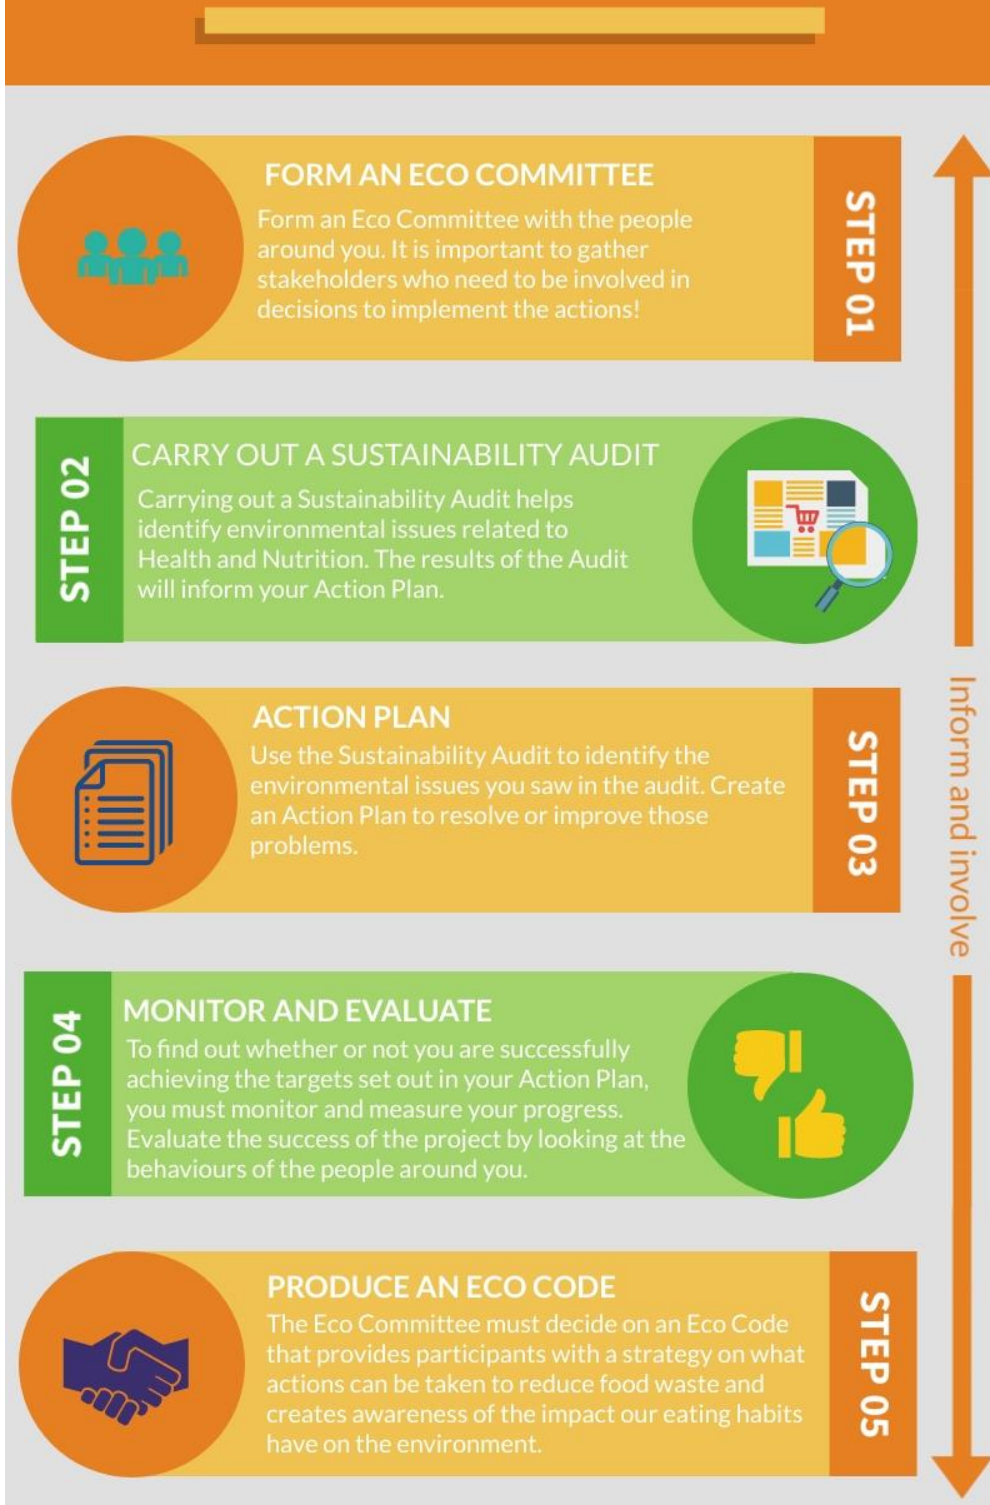 FORM AN ECO COMMITTEE
Form an Eco Committee with the people
around you. It is important to gather
stakeholders who need to be involved in
decisions to implement the actions!
STEP 01
STEP 02
CARRY OUT A SUSTAINABILITY AUDIT
Carrying out a Sustainability Audit helps
identify environmental issues related to
Health and Nutrition. The results of the Audit
will inform your Action Plan.
ACTION PLAN
Use the Sustainability Audit to identify the
environmental issues you saw in the audit. Create
an Action Plan to resolve or improve those
problems.
STEP 03
Inform and involve
STEP 04
MONITOR AND EVALUATE
To find out whether or not you are successfully
achieving the targets set out in your Action Plan,
you must monitor and measure your progress.
Evaluate the success of the project by looking at the
behaviours of the people around you.
PRODUCE AN ECO CODE
The Eco Committee must decide on an Eco Code
that provides participants with a strategy on what
actions can be taken to reduce food waste and
creates awareness of the impact our eating habits
have on the environment.
STEP 05